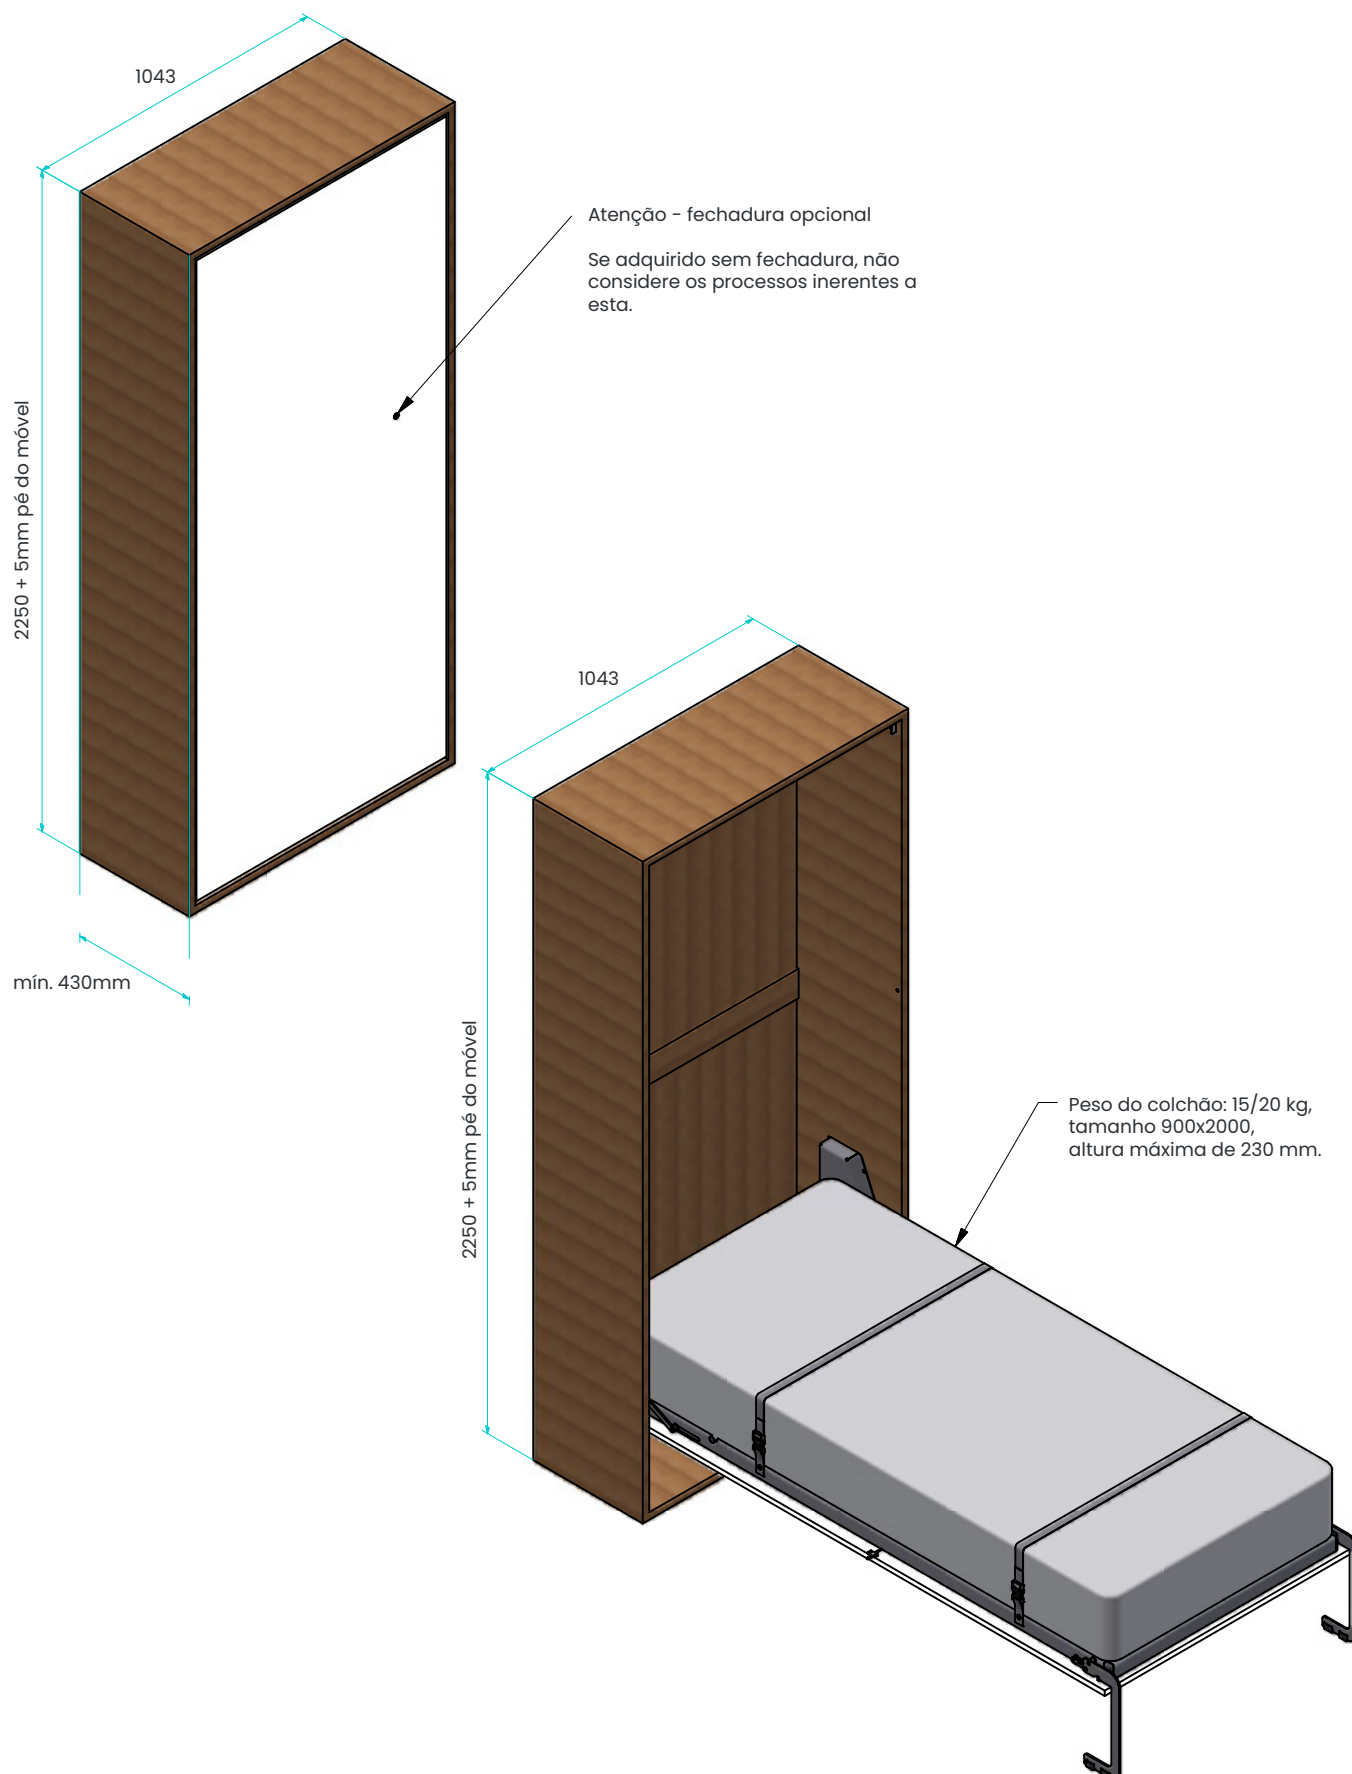 1043
Atenção - fechadura opcional
Se adquirido sem fechadura, não
considere os processos inerentes a
esta.
2250 + 5mm pé do móvel
mín. 430mm
1043
2250 + 5mm pé do móvel
Peso do colchão: 15/20 kg,
tamanho 900x2000,
altura máxima de 230 mm.